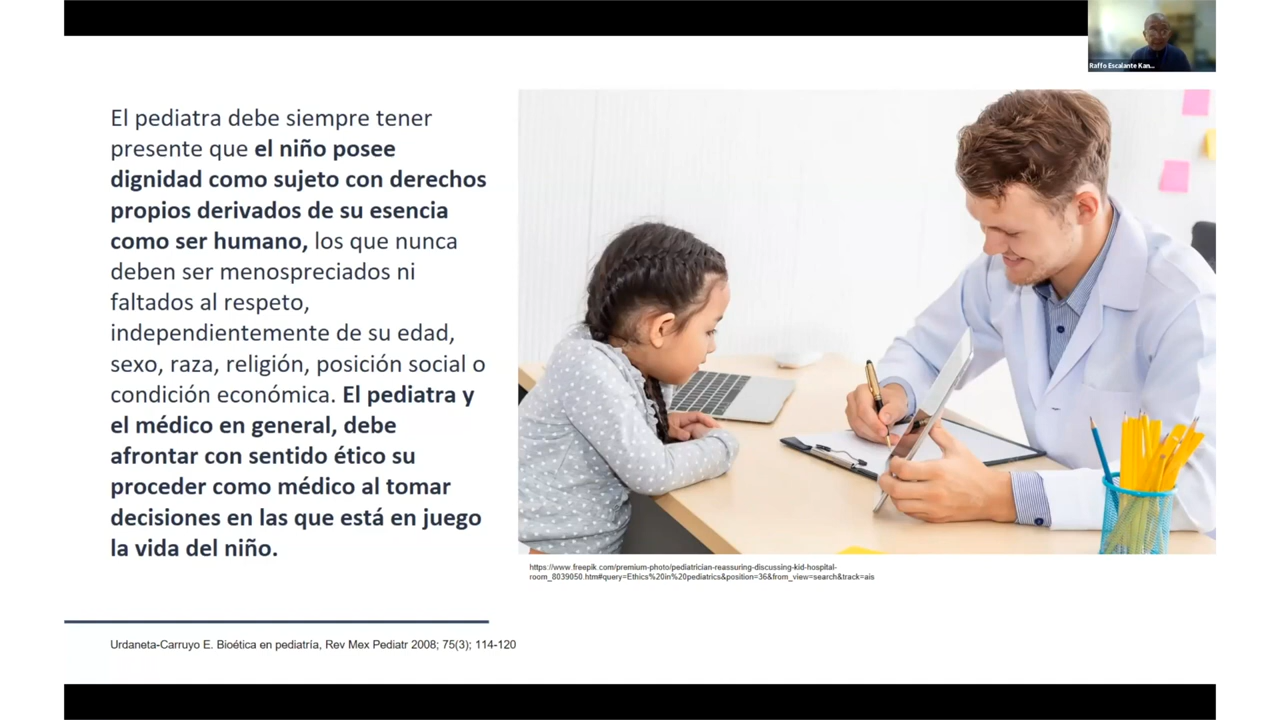 Raffo Escalante Kan...
El pediatra debe siempre tener
presente que el niño posee
dignidad como sujeto con derechos
propios derivados de su esencia
como ser humano, los que nunca
deben ser menospreciados ni
faltados al respeto,
independientemente de su edad,
sexo, raza, religión, posición social o
condición económica. El pediatra y
el médico en general, debe
afrontar con sentido ético su
proceder como médico al tomar
decisiones en las que está en juego
la vida del niño.
https://www.freepik.com/premium-photo/pediatrician-reassuring-discussing-kid-hospital-
room_8039050.htm#query=Ethics%20in%20pediatrics&position=36&from_view=search&track=ais
Urdaneta-Carruyo E. Bioética en pediatría, Rev Mex Pediatr 2008; 75(3); 114-120